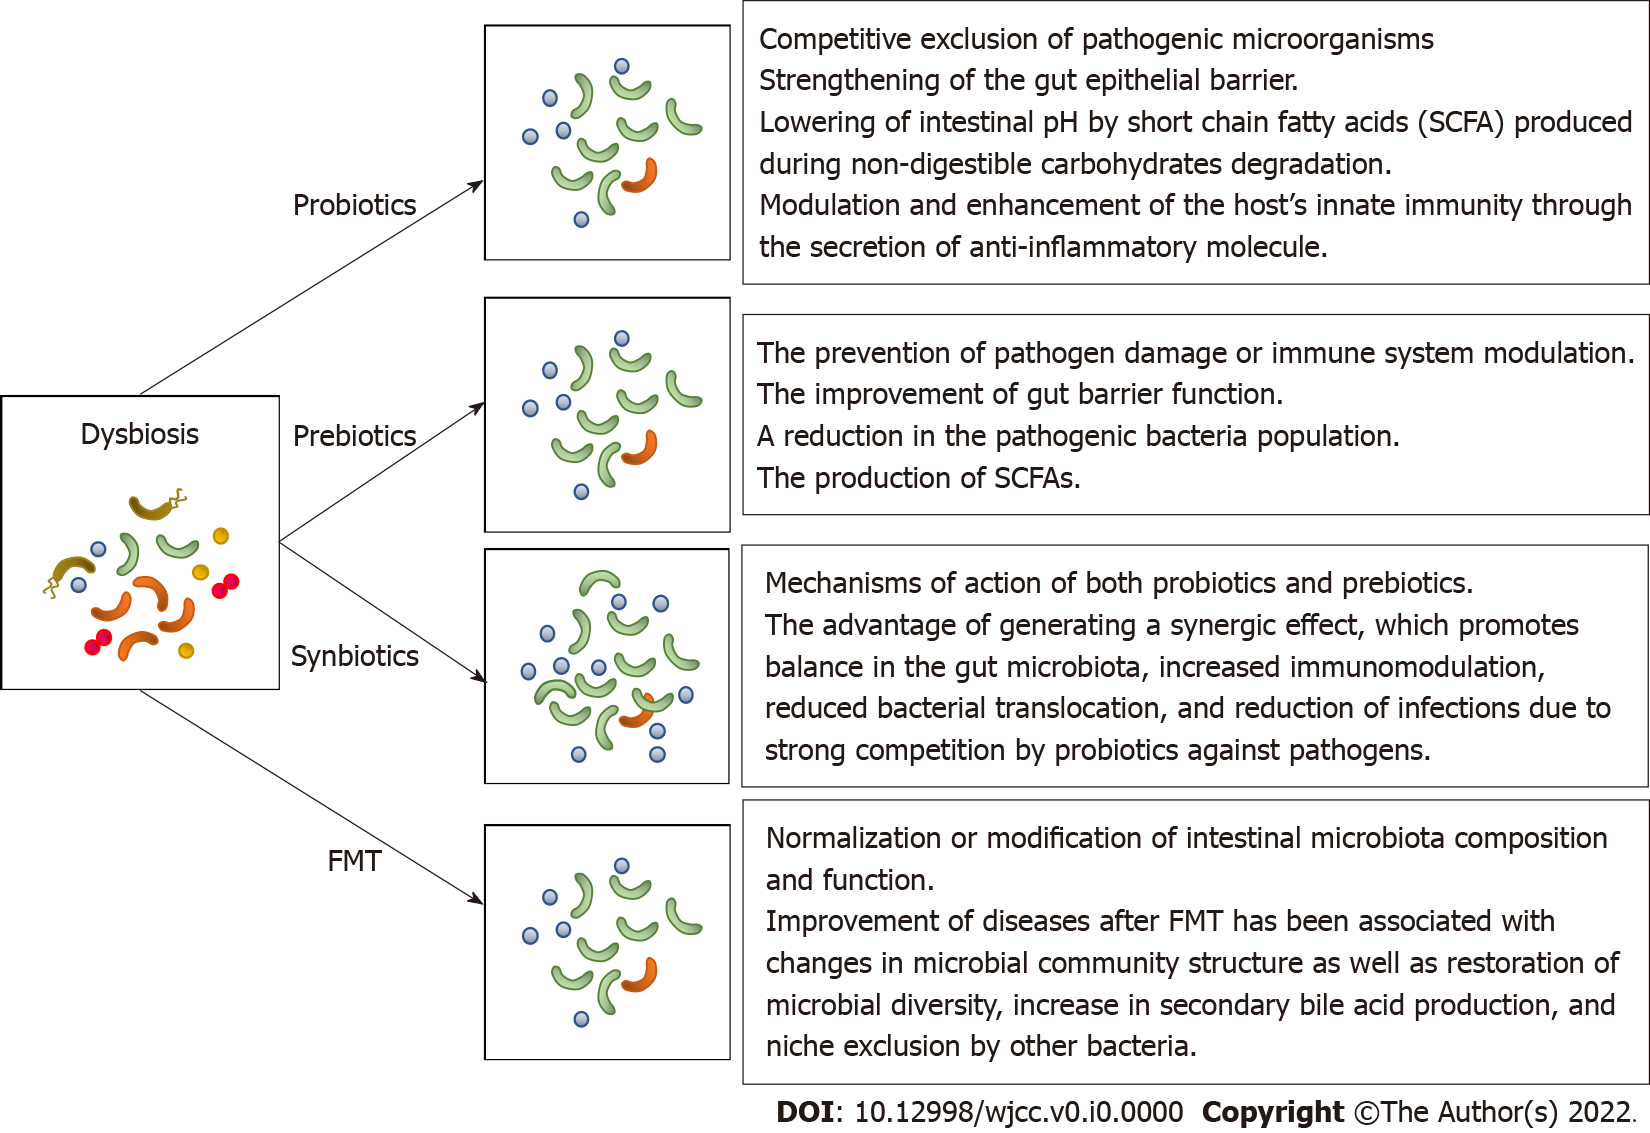 Competitive exclusion of pathogenic microorganisms
Strengthening of the gut epithelial barrier.
Lowering of intestinal pH by short chain fatty acids (SCFA) produced
during non-digestible carbohydrates degradation.
Modulation and enhancement of the host's innate immunity through
the secretion of anti-inflammatory molecule.
Probiotics
The prevention of pathogen damage or immune system modulation.
The improvement of gut barrier function.
A reduction in the pathogenic bacteria population.
The production of SCFAs.
Dysbiosis
Prebiotics
Mechanisms of action of both probiotics and prebiotics.
The advantage of generating a synergic effect, which promotes
balance in the gut microbiota, increased immunomodulation,
reduced bacterial translocation, and reduction of infections due to
strong competition by probiotics against pathogens.
Synbiotics
FMT
Normalization or modification of intestinal microbiota composition
and function.
Improvement of diseases after FMT has been associated with
changes in microbial community structure as well as restoration of
microbial diversity, increase in secondary bile acid production, and
niche exclusion by other bacteria.
DOI: 10.12998/wjcc.v0.i0.0000 Copyright ©The Author(s) 2022.